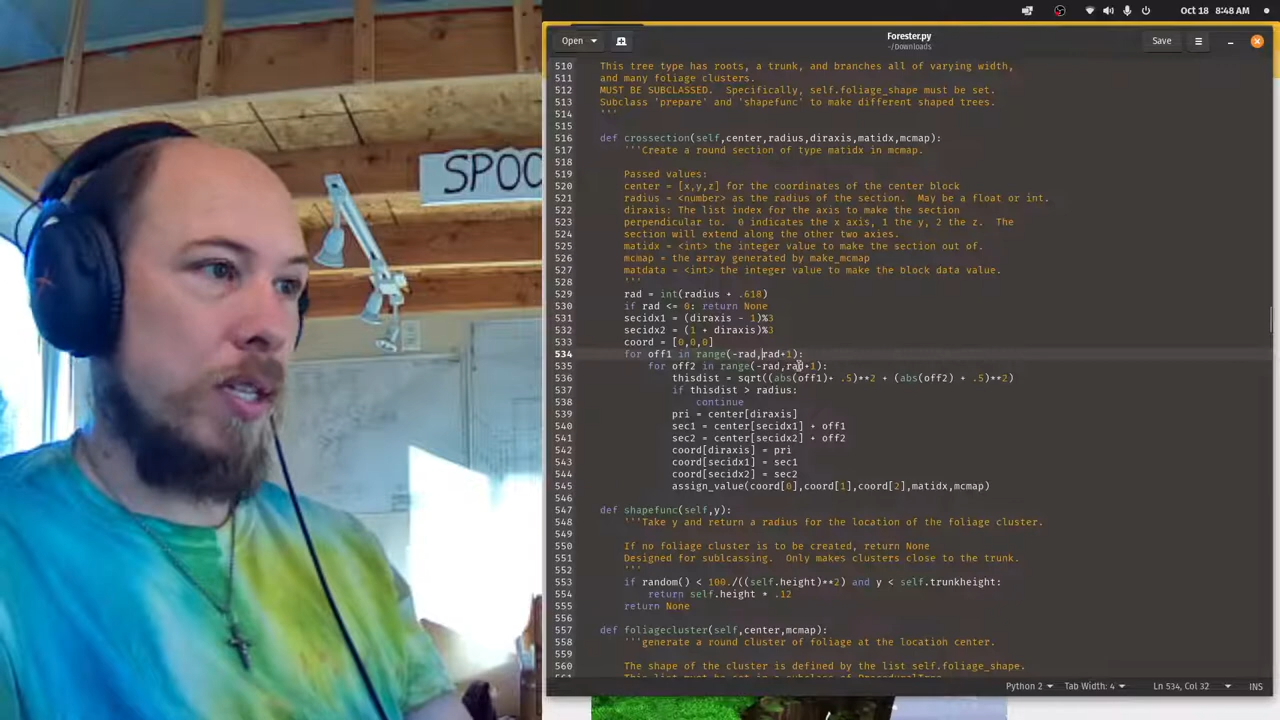 Oct 18 8:48 AM
Open
Forester.py
~/Downloads
Save
SPOO
510 This tree type has roots, a trunk, and branches all of varying width,
511 and many foliage clusters.
512 MUST BE SUBCLASSED. Specifically, self.foliage_shape must be set.
513 Subclass 'prepare' and 'shapefunc' to make different shaped trees.
514 '''
515
516 def crossection(self,center,radius,diraxis,matidx,mcmap):
517 '''Create a round section of type matidx in mcmap.
518
519 Passed values:
520 center = [x,y,z] for the coordinates of the center block
521 radius = <number> as the radius of the section. May be a float or int.
522 diraxis: The list index for the axis to make the section
523 perpendicular to. 0 indicates the x axis, 1 the y, 2 the z. The
524 section will extend along the other two axies.
525 matidx = <int> the integer value to make the section out of.
526 mcmap = the array generated by make_mcmap
527 matdata = <int> the integer value to make the block data value.
528 '''
529 rad = int(radius + .618)
530 if rad <= 0: return None
531 secidx1 = (diraxis - 1)%3
532 secidx2 = (1 + diraxis)%3
533 coord = [0,0,0]
534 for off1 in range(-rad,rad+1):
535 for off2 in range(-rad,rad+1):
536 thisdist = sqrt((abs(off1)+ .5)**2 + (abs(off2) + .5)**2)
537 if thisdist > radius:
538 continue
539 pri = center[diraxis]
540 sec1 = center[secidx1] + off1
541 sec2 = center[secidx2] + off2
542 coord[diraxis] = pri
543 coord[secidx1] = sec1
544 coord[secidx2] = sec2
545 assign_value(coord[0],coord[1],coord[2],matidx,mcmap)
546
547 def shapefunc(self,y):
548 '''Take y and return a radius for the location of the foliage cluster.
549
550 If no foliage cluster is to be created, return None
551 Designed for sublcassing. Only makes clusters close to the trunk.
552 '''
553 if random() < 100./((self.height)**2) and y < self.trunkheight:
554 return self.height * .12
555 return None
556
557 def foliagecluster(self,center,mcmap):
558 '''generate a round cluster of foliage at the location center.
559
560 The shape of the cluster is defined by the list self.foliage_shape.
Python 2 Tab Width: 4 Ln 534, Col 32 INS